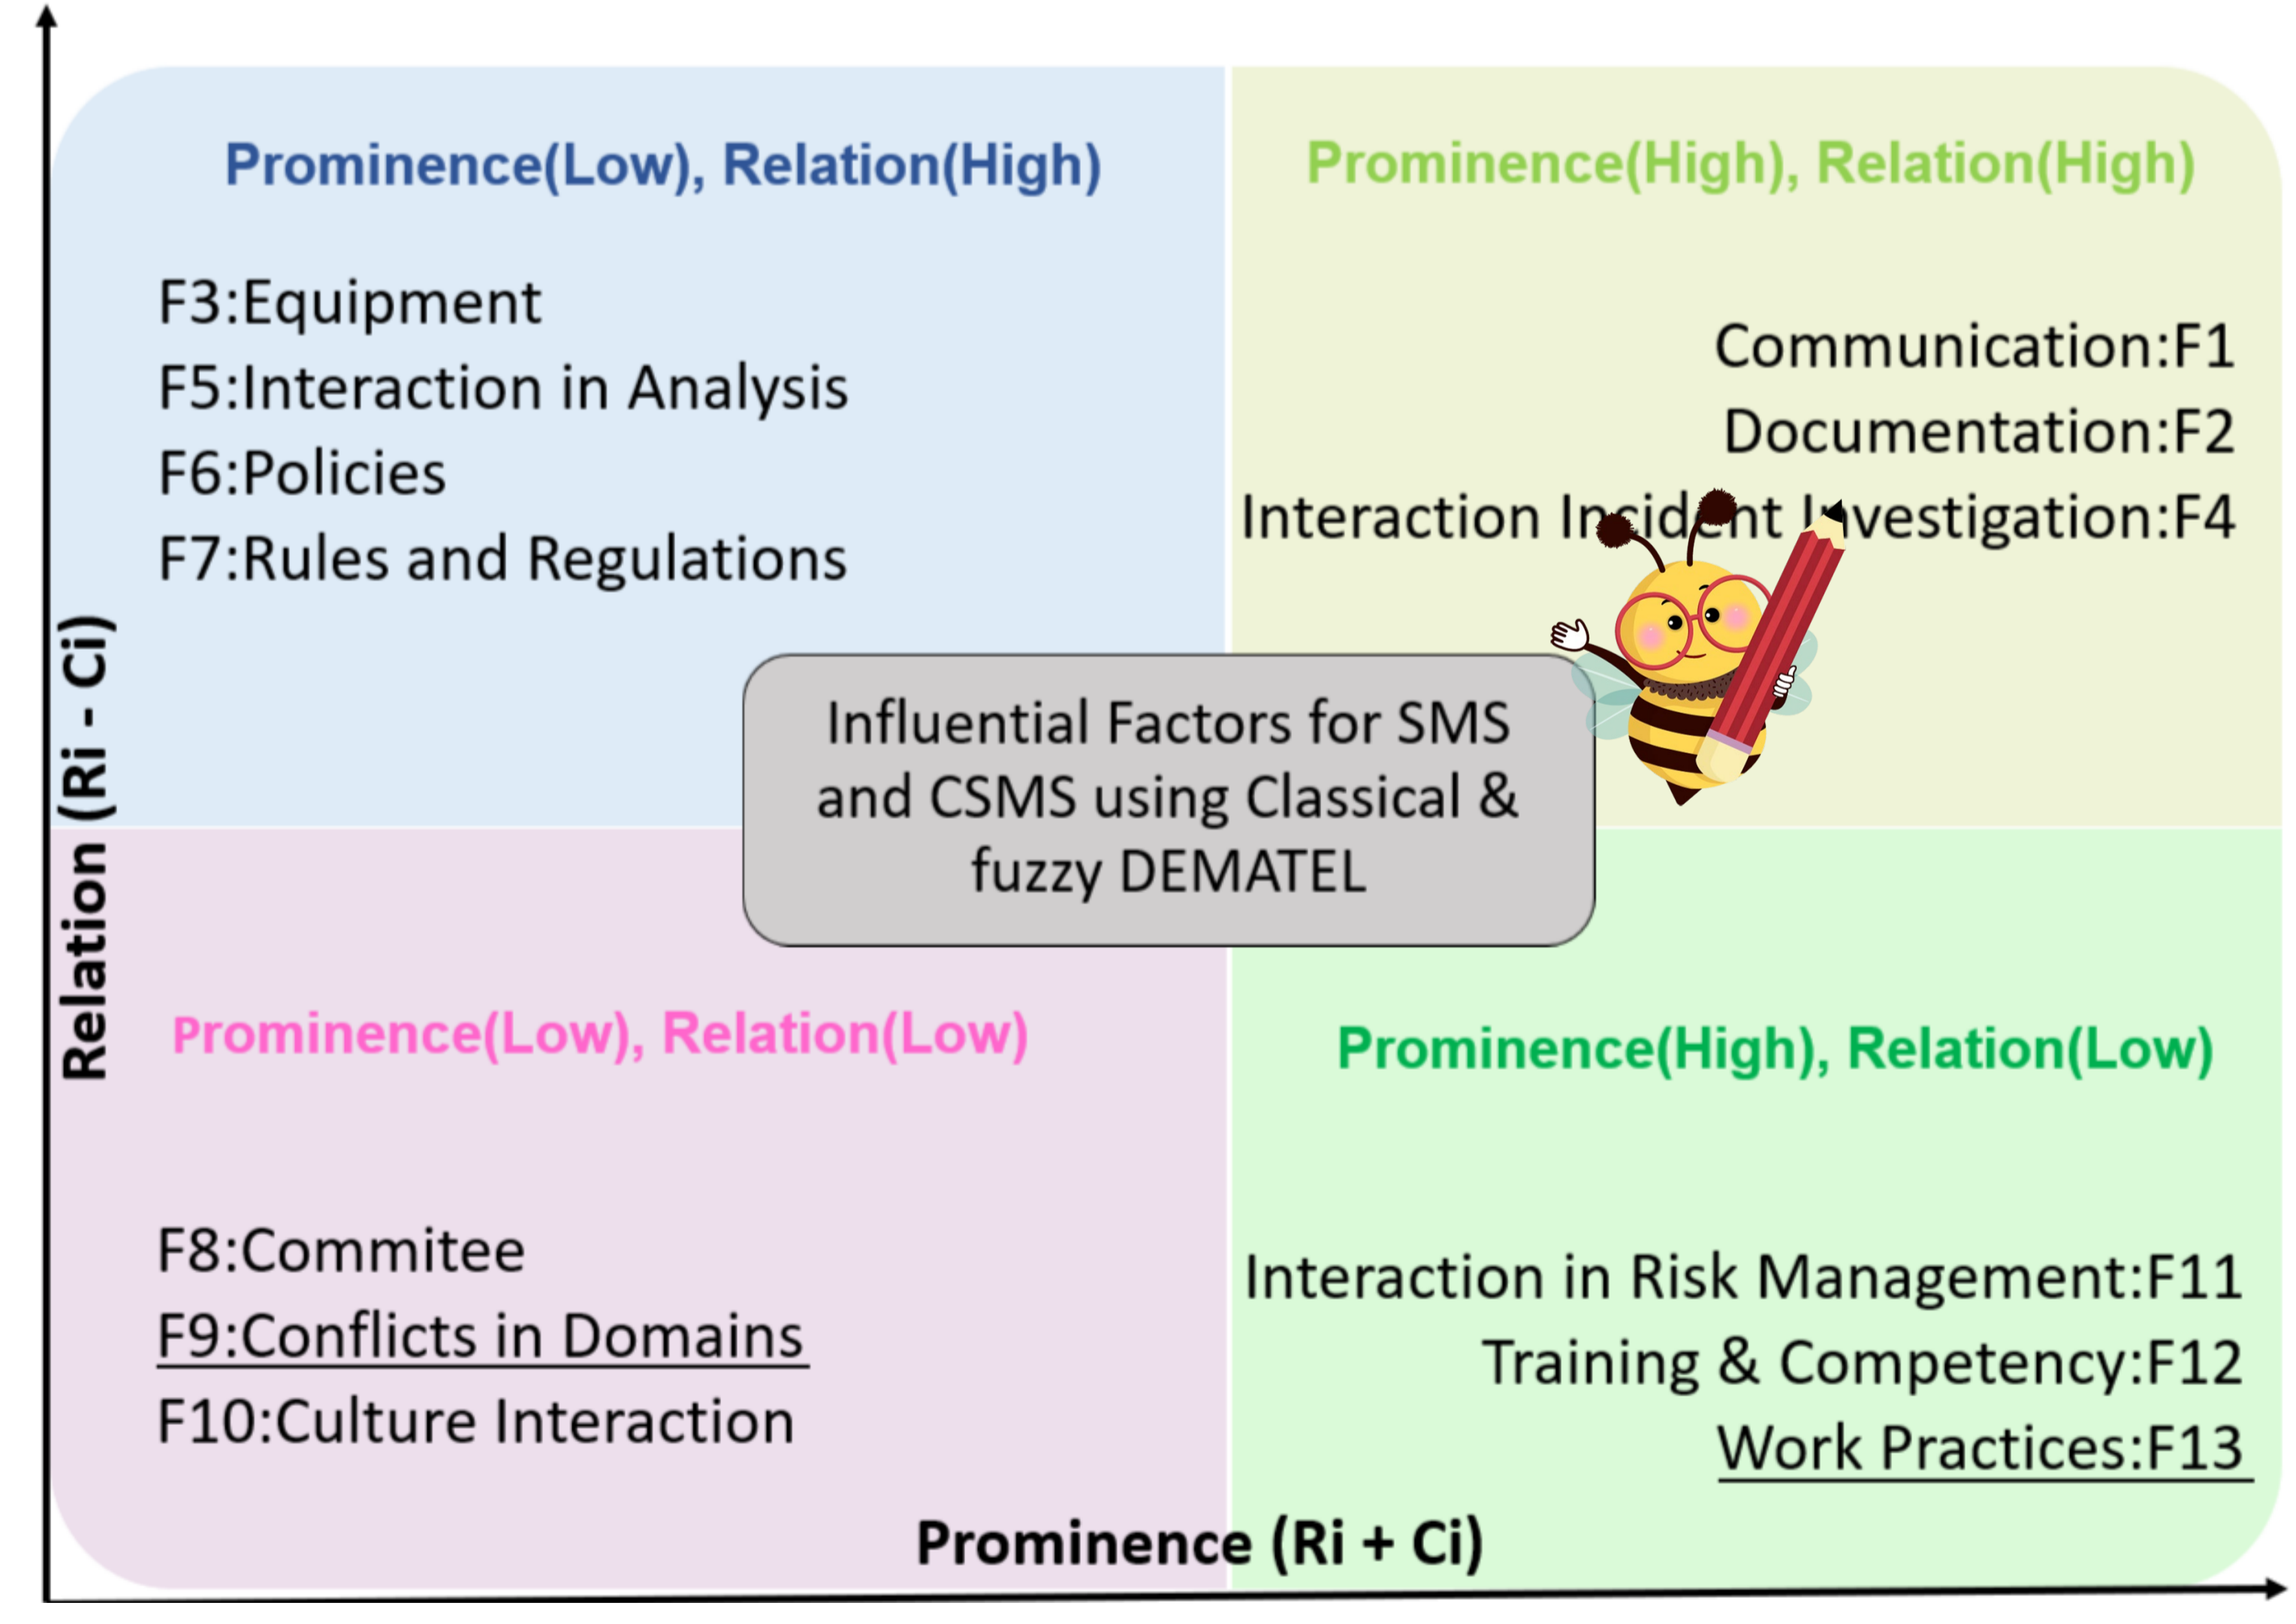 Prominence(Low), Relation(High)
F3:Equipment
F5:Interaction in Analysis
F6:Policies
F7:Rules and Regulations
Prominence(High), Relation(High)
Communication:F1
Documentation:F2
Interaction Incident Investigation:F4
Influential Factors for SMS
and CSMS using Classical &
fuzzy DEMATEL
Relation (Ri - Ci)
Prominence(Low), Relation(Low)
F8:Commitee
F9:Conflicts in Domains
F10:Culture Interaction
Prominence(High), Relation(Low)
Interaction in Risk Management:F11
Training & Competency:F12
Work Practices:F13
Prominence (Ri + Ci)